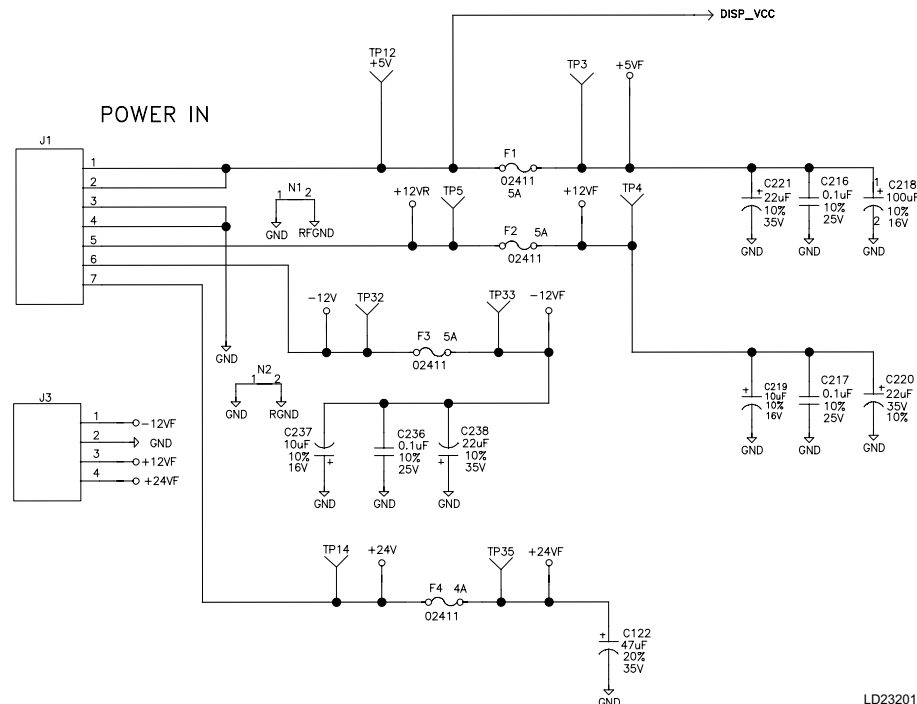 DISP_VCC
TP12
+5V
TP3
+5VF
POWER IN
J1
1
2
3
4
5
6
7
F1
02411
5A
N1
1 2
GND
RFGND
+12VR
TP5
+12VF
TP4
F2 5A
02411
C221
22uF
10%
35V
GND
C216
0.1uF
10%
25V
GND
1
C218
100uF
10%
16V
2
GND
GND
-12V
TP32
TP33
-12VF
F3 5A
02411
N2
1 2
GND
RGND
J3
1
-12VF
2
GND
3
+12VF
4
+24VF
C237
10uF
10%
16V
+
GND
C236
0.1uF
10%
25V
GND
C238
22uF
10%
35V
+
GND
+
C219
10uF
10%
16V
GND
C217
0.1uF
10%
25V
GND
+
C220
22uF
35V
10%
GND
TP14
+24V
TP35
+24VF
F4 4A
02411
+
C122
47uF
20%
35V
GND
LD23201